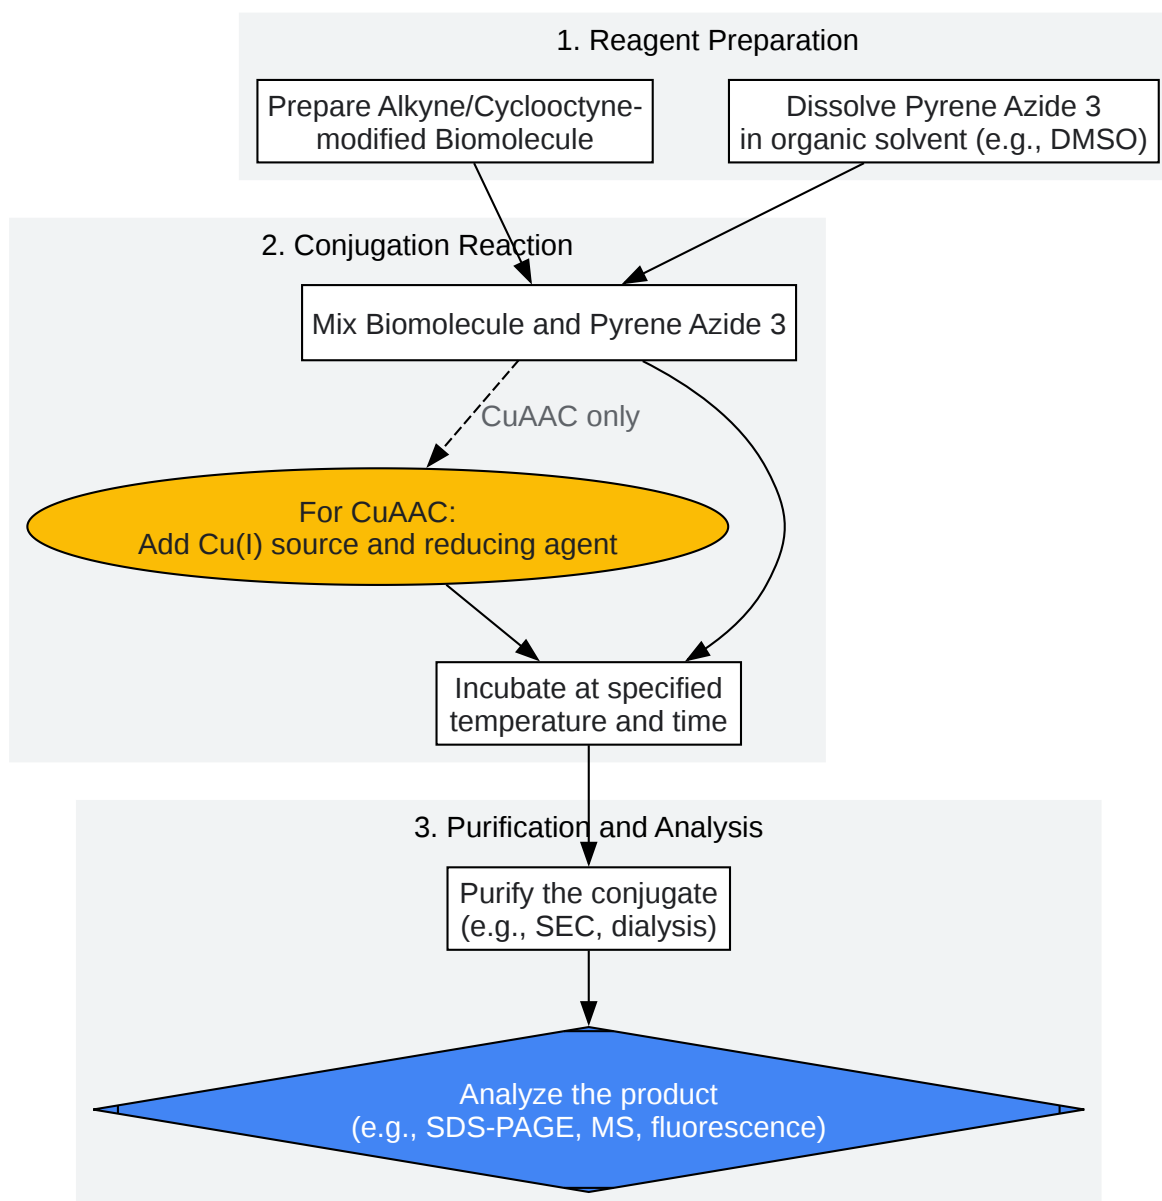 1. Reagent Preparation
Prepare Alkyne/Cyclooctyne-
modified Biomolecule
Dissolve Pyrene Azide 3
in organic solvent (e.g., DMSO)
2. Conjugation Reaction
Mix Biomolecule and Pyrene Azide 3
CuAAC only
For CuAAC:
Add Cu(I) source and reducing agent
Incubate at specified
temperature and time
3. Purification and Analysis
Purify the conjugate
(e.g., SEC, dialysis)
Analyze the product
(e.g., SDS-PAGE, MS, fluorescence)